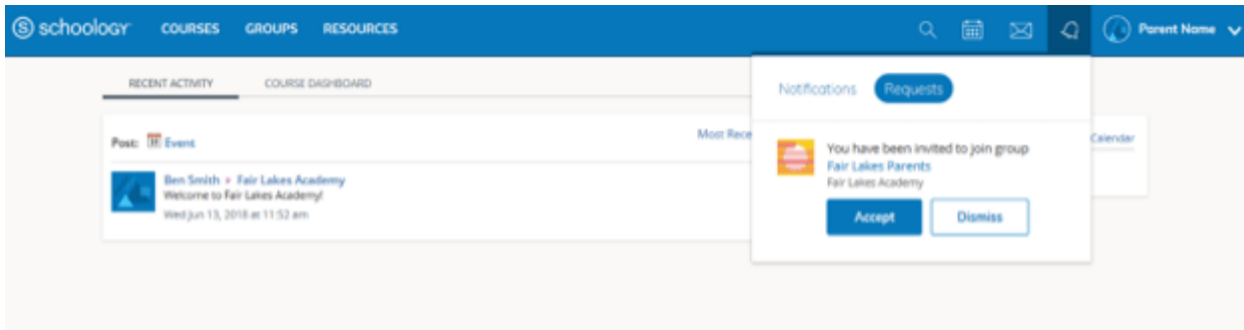 schoology COURSES GROUPS RESOURCES Parent Name
RECENT ACTIVITY COURSE DASHBOARD
Notifications Requests
Post: Event
Most Rece
Calendar
Ben Smith Fair Lakes Academy
Welcome to Fair Lakes Academy!
Wed Jun 13, 2018 at 11:52 am
You have been invited to join group
Fair Lakes Parents
Fair Lakes Academy
Accept Dismiss